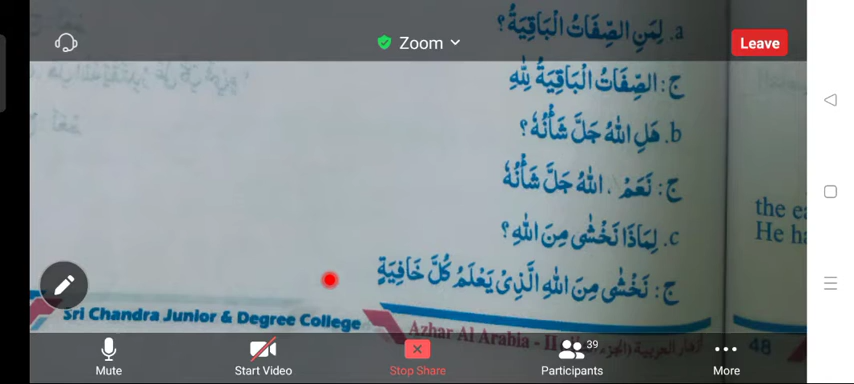 Zoom
Leave
a. لِمَنِ الصِّفَاتُ الْبَاقِيَةُ؟
ج: الصِّفَاتُ الْبَاقِيَةُ لِلّٰهِ
b. هَلِ اللهُ جَلَّ شَأْنُهٗ؟
ج: نَعَمْ، اللهُ جَلَّ شَأْنُهٗ
c. لِمَاذَا نَخْشٰى مِنَ اللهِ؟
ج: نَخْشٰى مِنَ اللهِ الَّذِىْ يَعْلَمُ كُلَّ خَافِيَةٍ
the
He
Sri Chandra Junior & Degree College
Azhar Al Arabia - II
48
Mute
Start Video
Stop Share
39
Participants
More